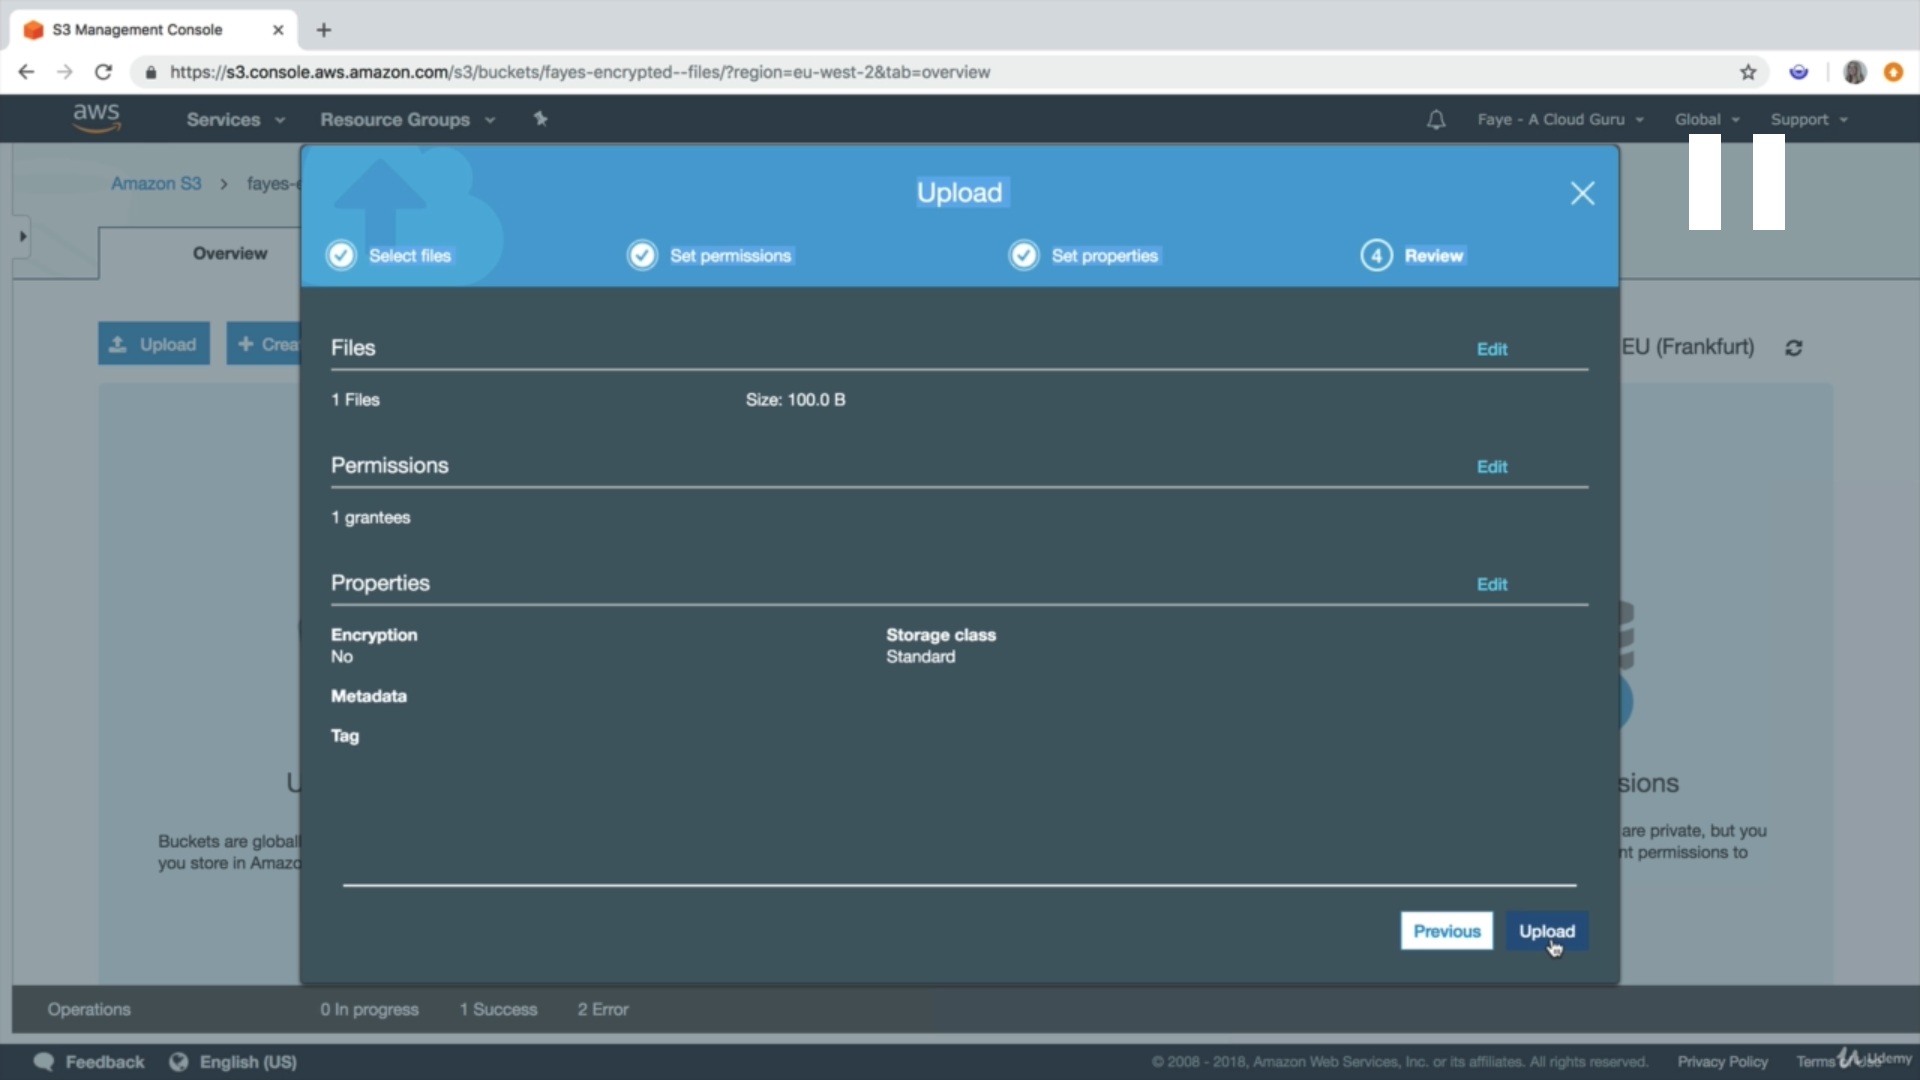 S3 Management Console
https://s3.console.aws.amazon.com/s3/buckets/fayes-encrypted--files/?region=eu-west-2&tab=overview
aws
Services
Resource Groups
Faye - A Cloud Guru
Global
Support
Amazon S3
fayes-e
Upload
Overview
Select files
Set permissions
Set properties
4 Review
Upload
+ Crea
EU (Frankfurt)
Files
Edit
1 Files
Size: 100.0 B
Permissions
Edit
1 grantees
Properties
Edit
Encryption
No
Storage class
Standard
Metadata
Tag
U
sions
Buckets are globall
you store in Amazo
are private, but you
nt permissions to
Previous
Upload
Operations
0 In progress
1 Success
2 Error
Feedback
English (US)
© 2008 - 2018, Amazon Web Services, Inc. or its affiliates. All rights reserved.
Privacy Policy
Terms
Udemy